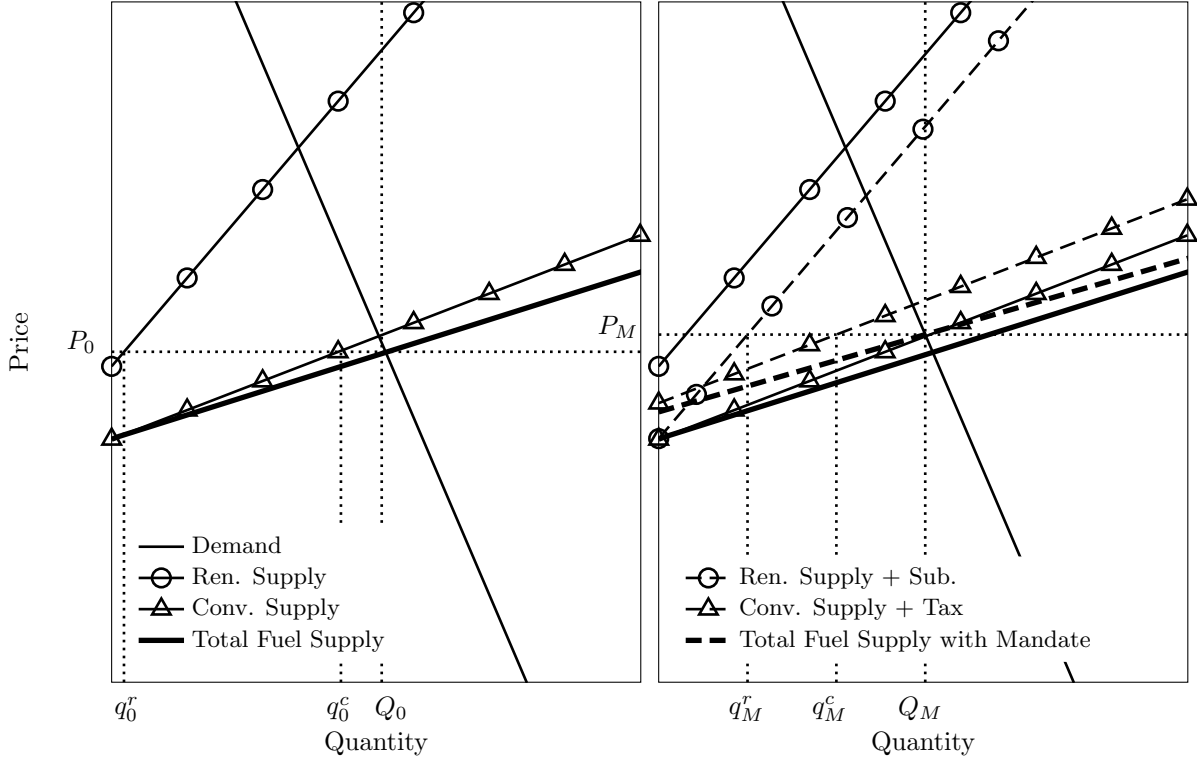 Price
P_0
Demand
Ren. Supply
Conv. Supply
Total Fuel Supply
q_0^r
q_0^c
Q_0
Quantity
P_M
Ren. Supply + Sub.
Conv. Supply + Tax
Total Fuel Supply with Mandate
q_M^r
q_M^c
Q_M
Quantity